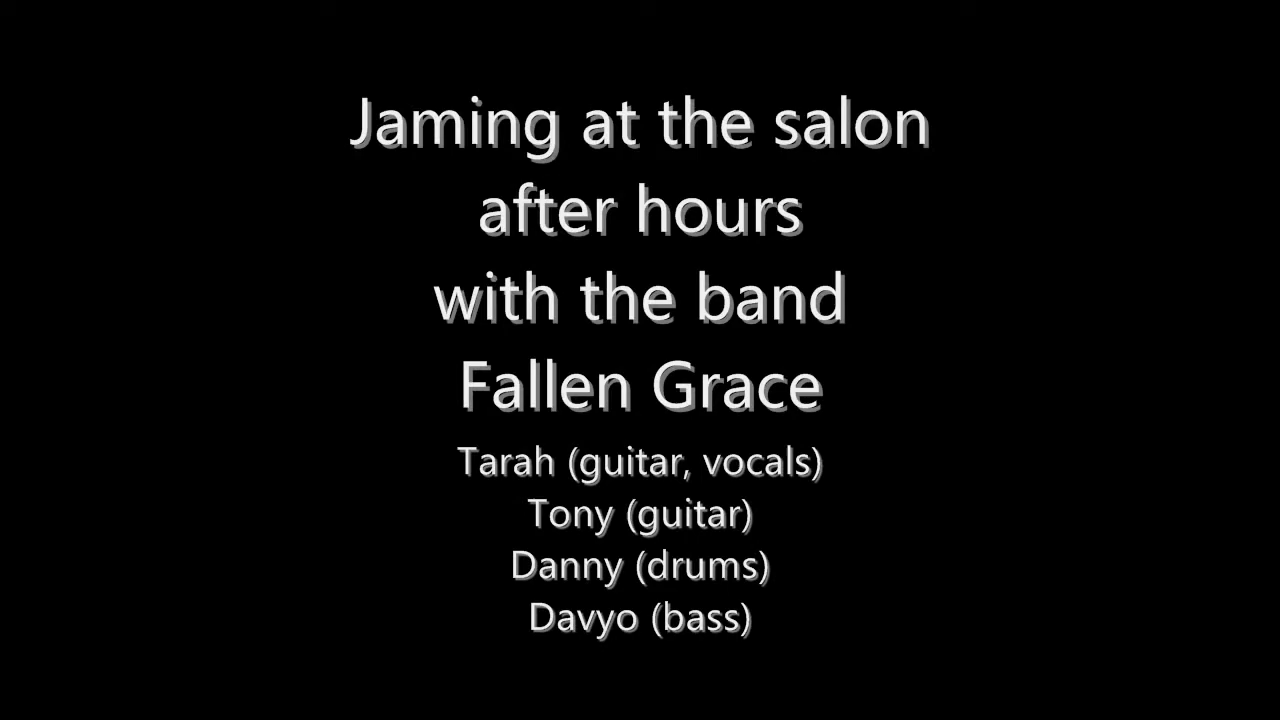 Jaming at the salon
after hours
with the band
Fallen Grace
Tarah (guitar, vocals)
Tony (guitar)
Danny (drums)
Davyo (bass)